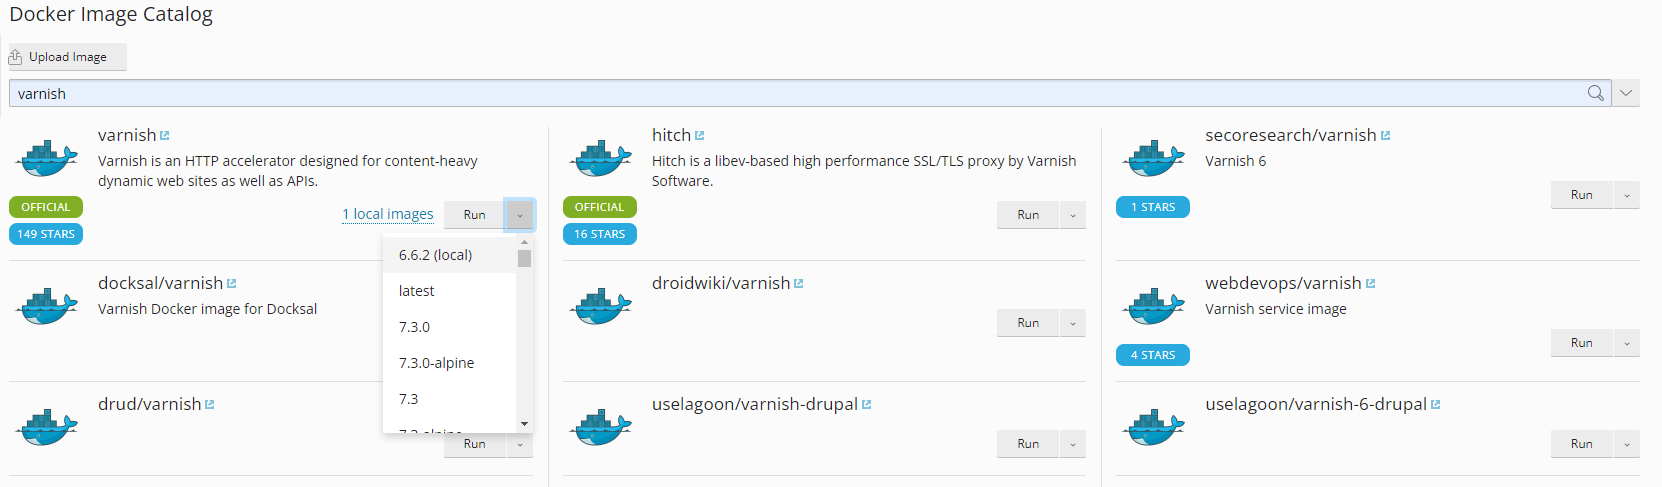 Docker Image Catalog
Upload Image
varnish
varnish
Varnish is an HTTP accelerator designed for content-heavy
dynamic web sites as well as APIs.
OFFICIAL
149 STARS
1 local images
Run
6.6.2 (local)
latest
7.3.0
7.3.0-alpine
7.3
7.3-alpine
hitch
Hitch is a libev-based high performance SSL/TLS proxy by Varnish
Software.
OFFICIAL
16 STARS
Run
secoresearch/varnish
Varnish 6
1 STARS
Run
docksal/varnish
Varnish Docker image for Docksal
droidwiki/varnish
Run
webdevops/varnish
Varnish service image
4 STARS
Run
drud/varnish
Run
uselagoon/varnish-drupal
Run
uselagoon/varnish-6-drupal
Run